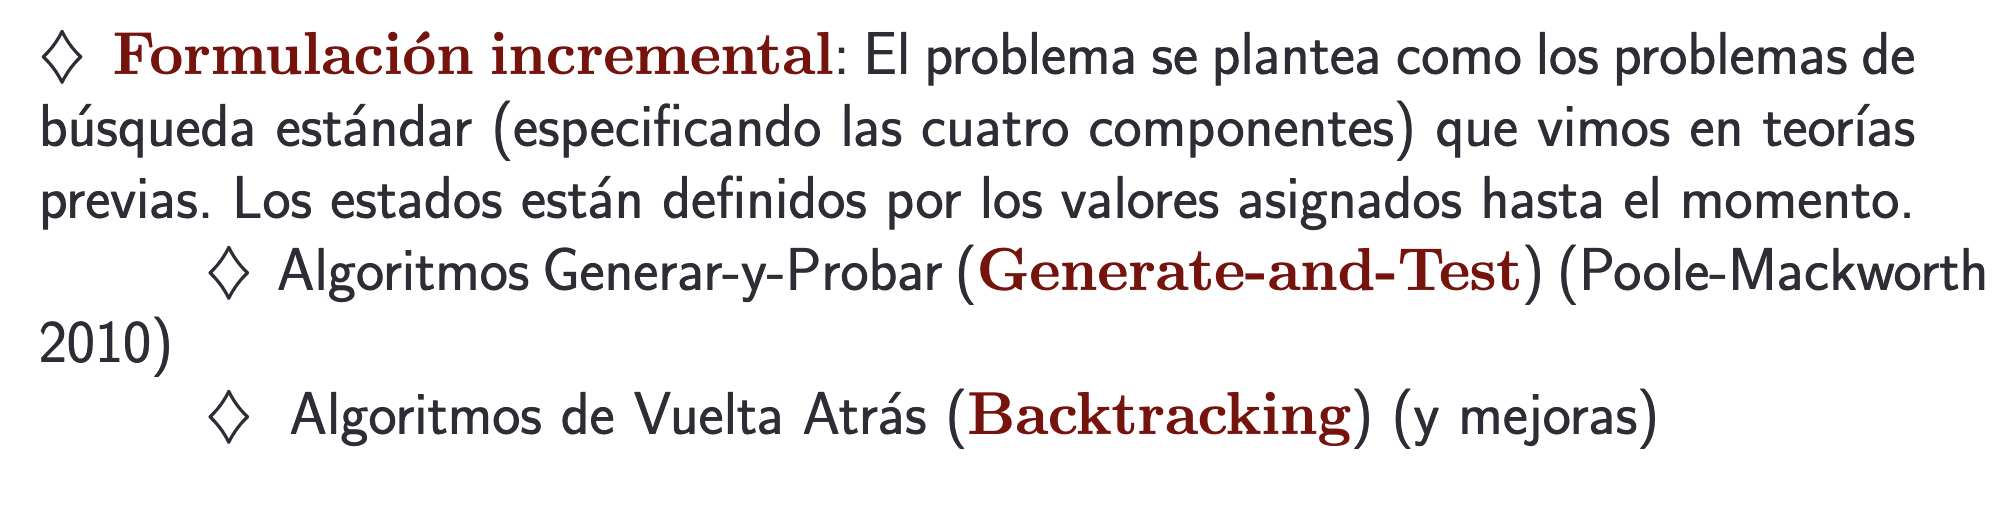 ♢ Formulación incremental: El problema se plantea como los problemas de
búsqueda estándar (especificando las cuatro componentes) que vimos en teorías
previas. Los estados están definidos por los valores asignados hasta el momento.
♢ Algoritmos Generar-y-Probar (Generate-and-Test) (Poole-Mackworth
2010)
♢ Algoritmos de Vuelta Atrás (Backtracking) (y mejoras)